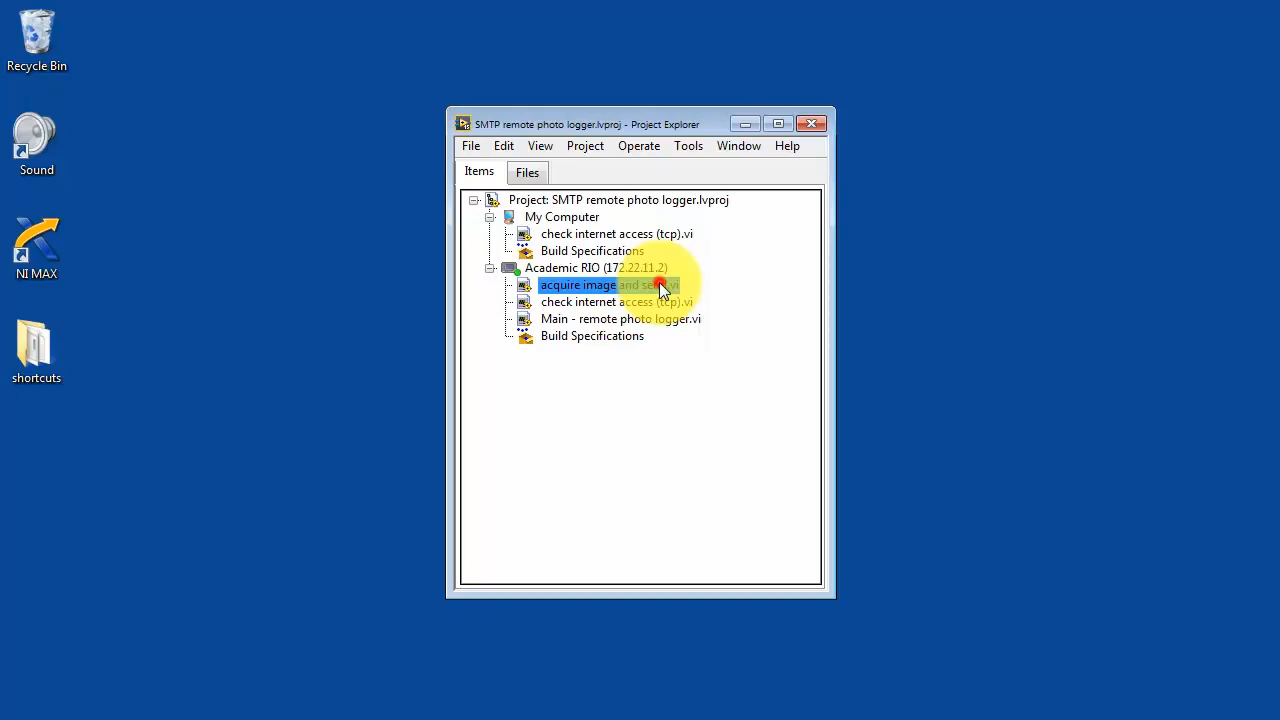 Recycle Bin
Sound
NI MAX
shortcuts
SMTP remote photo logger.lvproj - Project Explorer
File Edit View Project Operate Tools Window Help
Items Files
Project: SMTP remote photo logger.lvproj
My Computer
check internet access (tcp).vi
Build Specifications
Academic RIO (172.22.11.2)
acquire image and send.vi
check internet access (tcp).vi
Main - remote photo logger.vi
Build Specifications